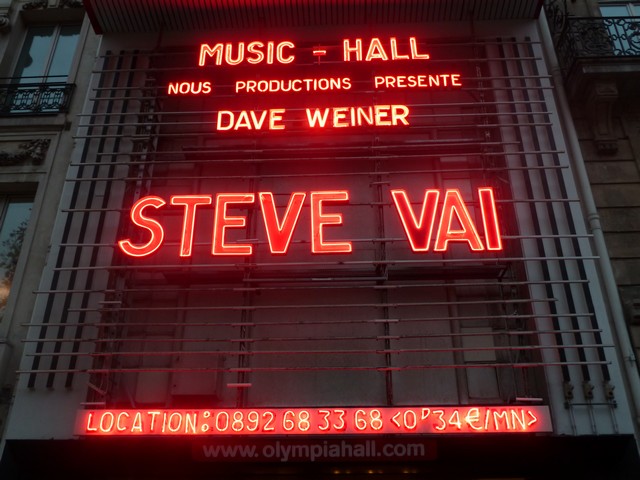 MUSIC - HALL
NOUS PRODUCTIONS PRESENTE
DAVE WEINER
STEVE VAI
LOCATION: 0892 68 33 68 <0'34€/MN>
www.olympiahall.com